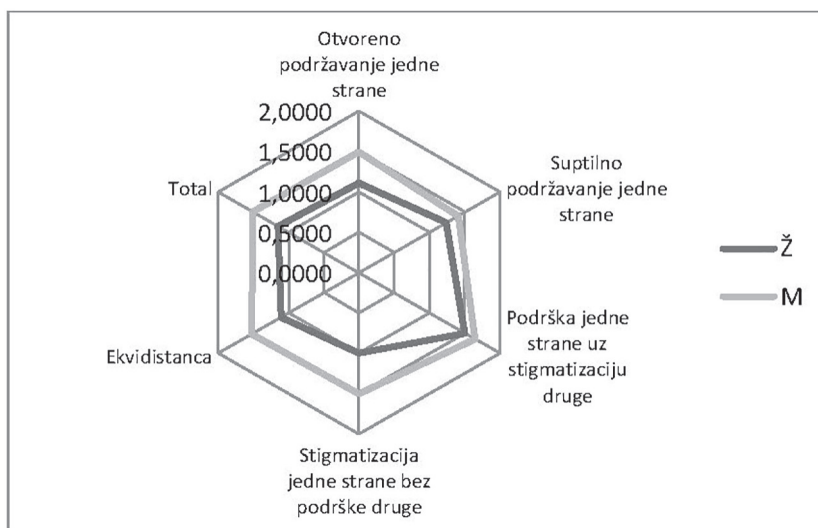 Otvoreno
podržavanje jedne
strane
2,0000
1,5000
1,0000
0,5000
0,0000
Suptilno
podržavanje jedne
strane
Podrška jedne
strane uz
stigmatizaciju
druge
Stigmatizacija
jedne strane bez
podrške druge
Ekvidistanca
Total
Ž
M